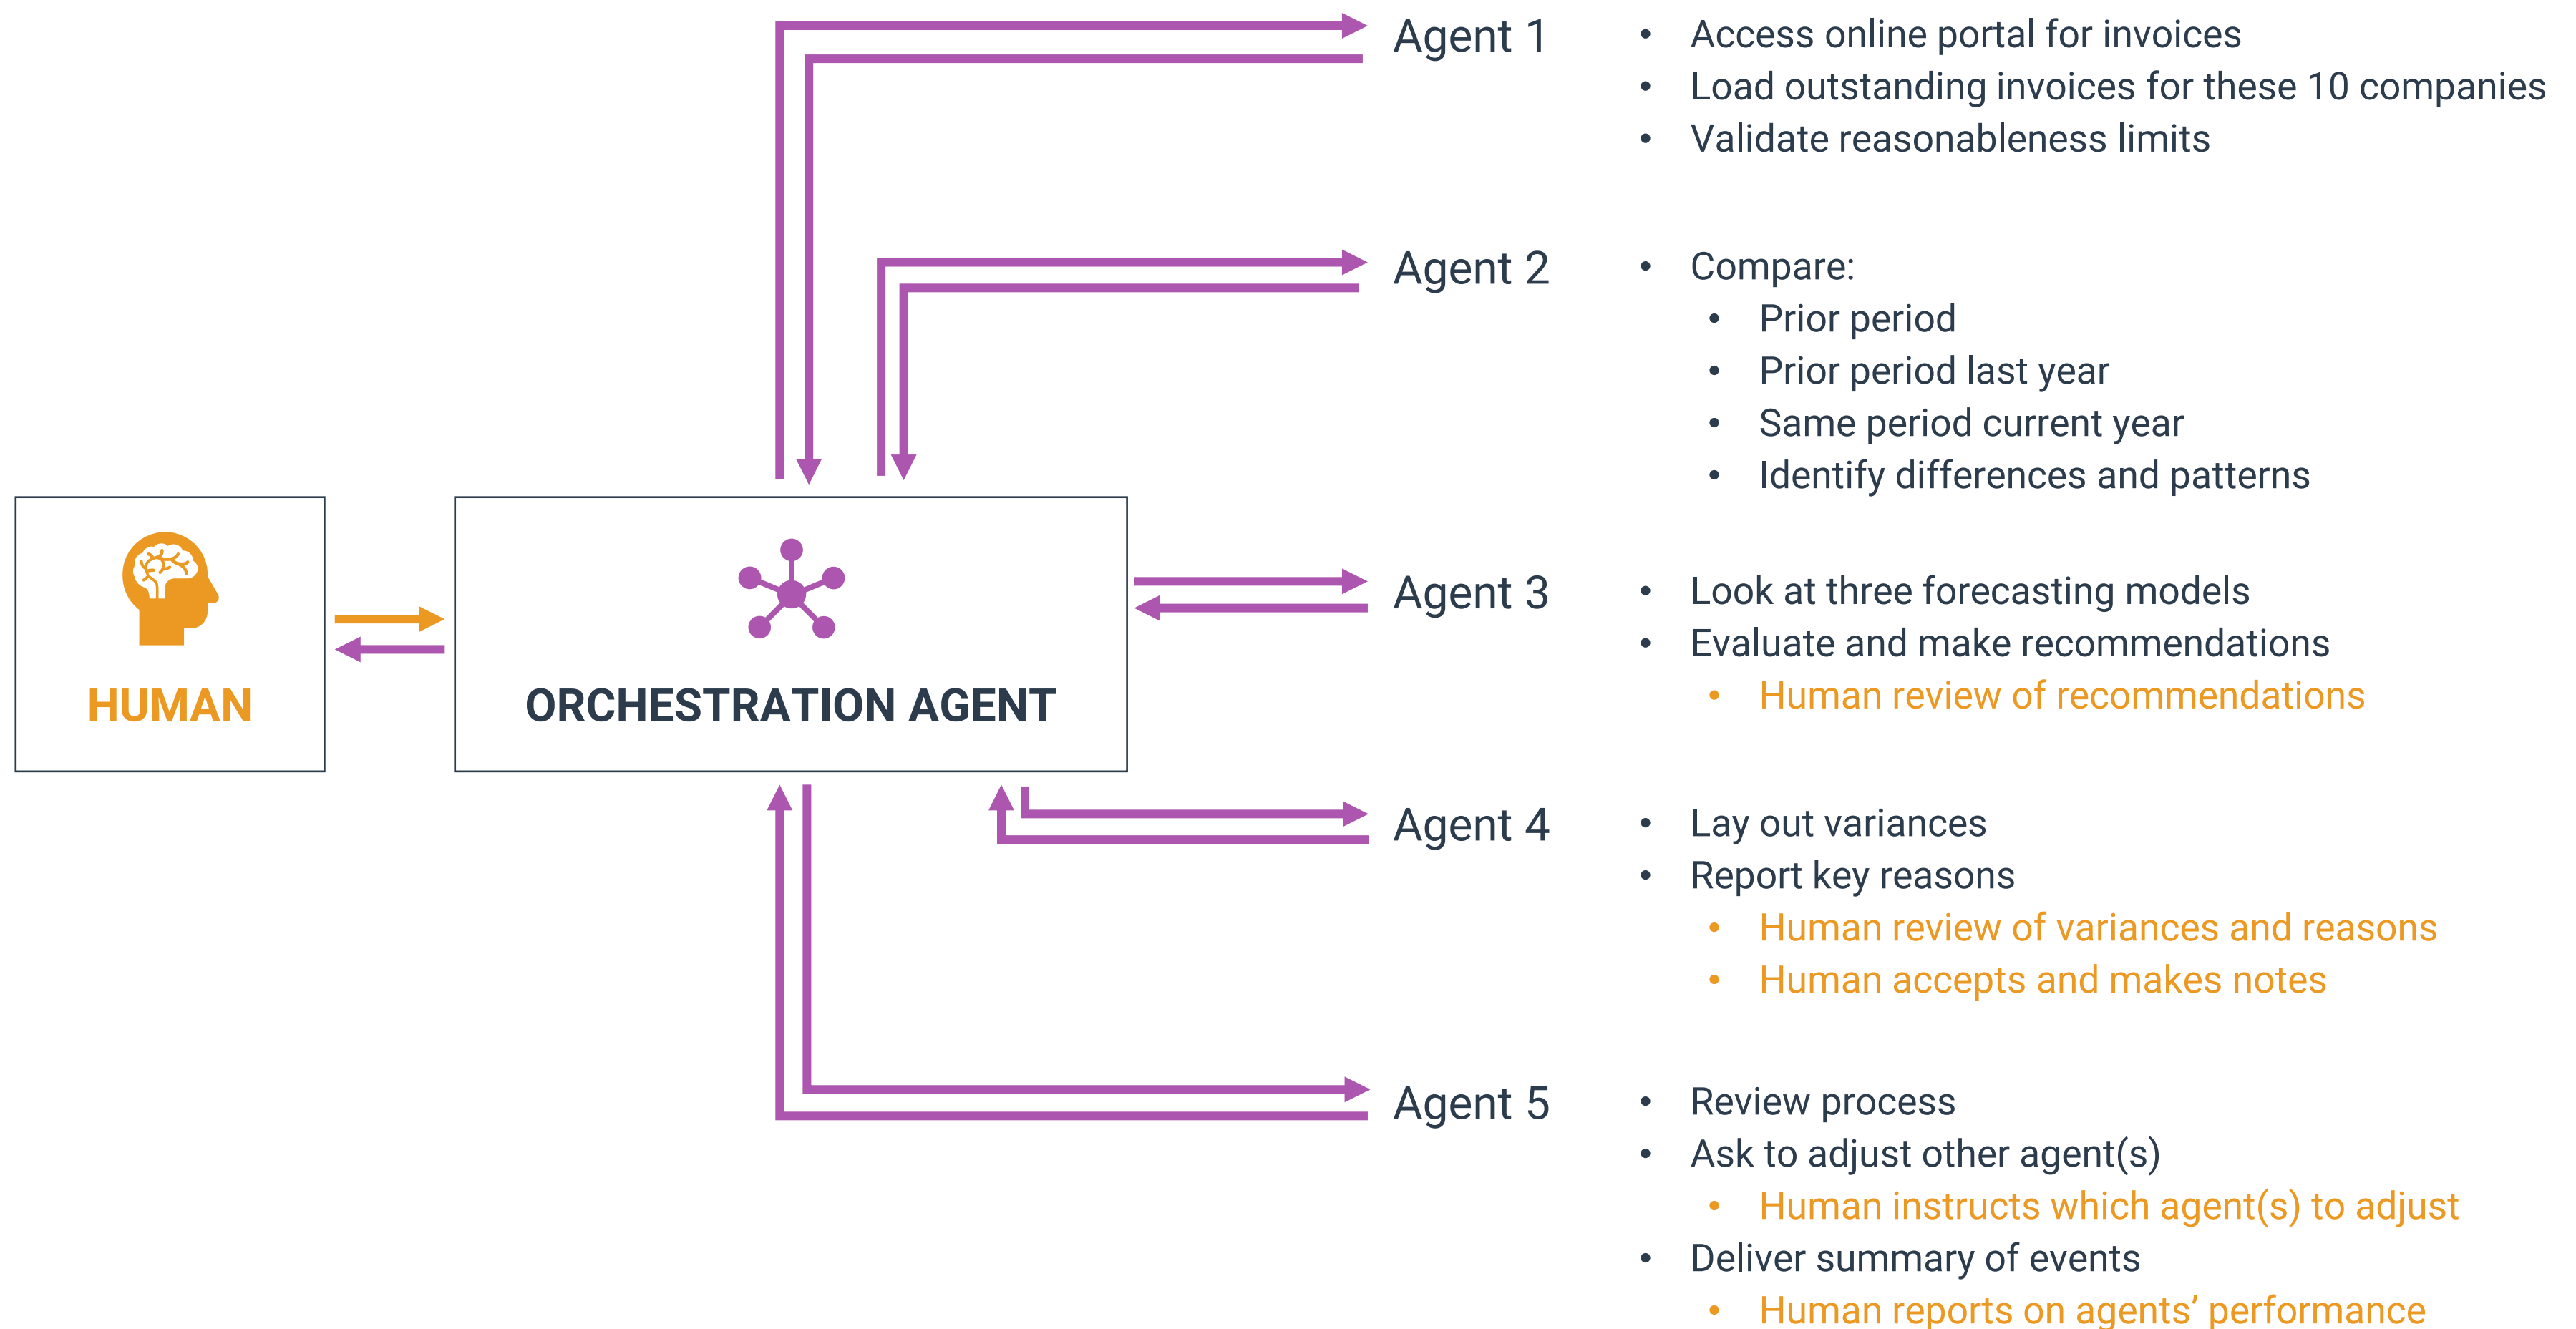 Agent 1
• Access online portal for invoices
• Load outstanding invoices for these 10 companies
• Validate reasonableness limits
Agent 2
• Compare:
• Prior period
• Prior period last year
• Same period current year
• Identify differences and patterns
HUMAN
ORCHESTRATION AGENT
Agent 3
• Look at three forecasting models
• Evaluate and make recommendations
• Human review of recommendations
Agent 4
• Lay out variances
• Report key reasons
• Human review of variances and reasons
• Human accepts and makes notes
Agent 5
• Review process
• Ask to adjust other agent(s)
• Human instructs which agent(s) to adjust
• Deliver summary of events
• Human reports on agents’ performance